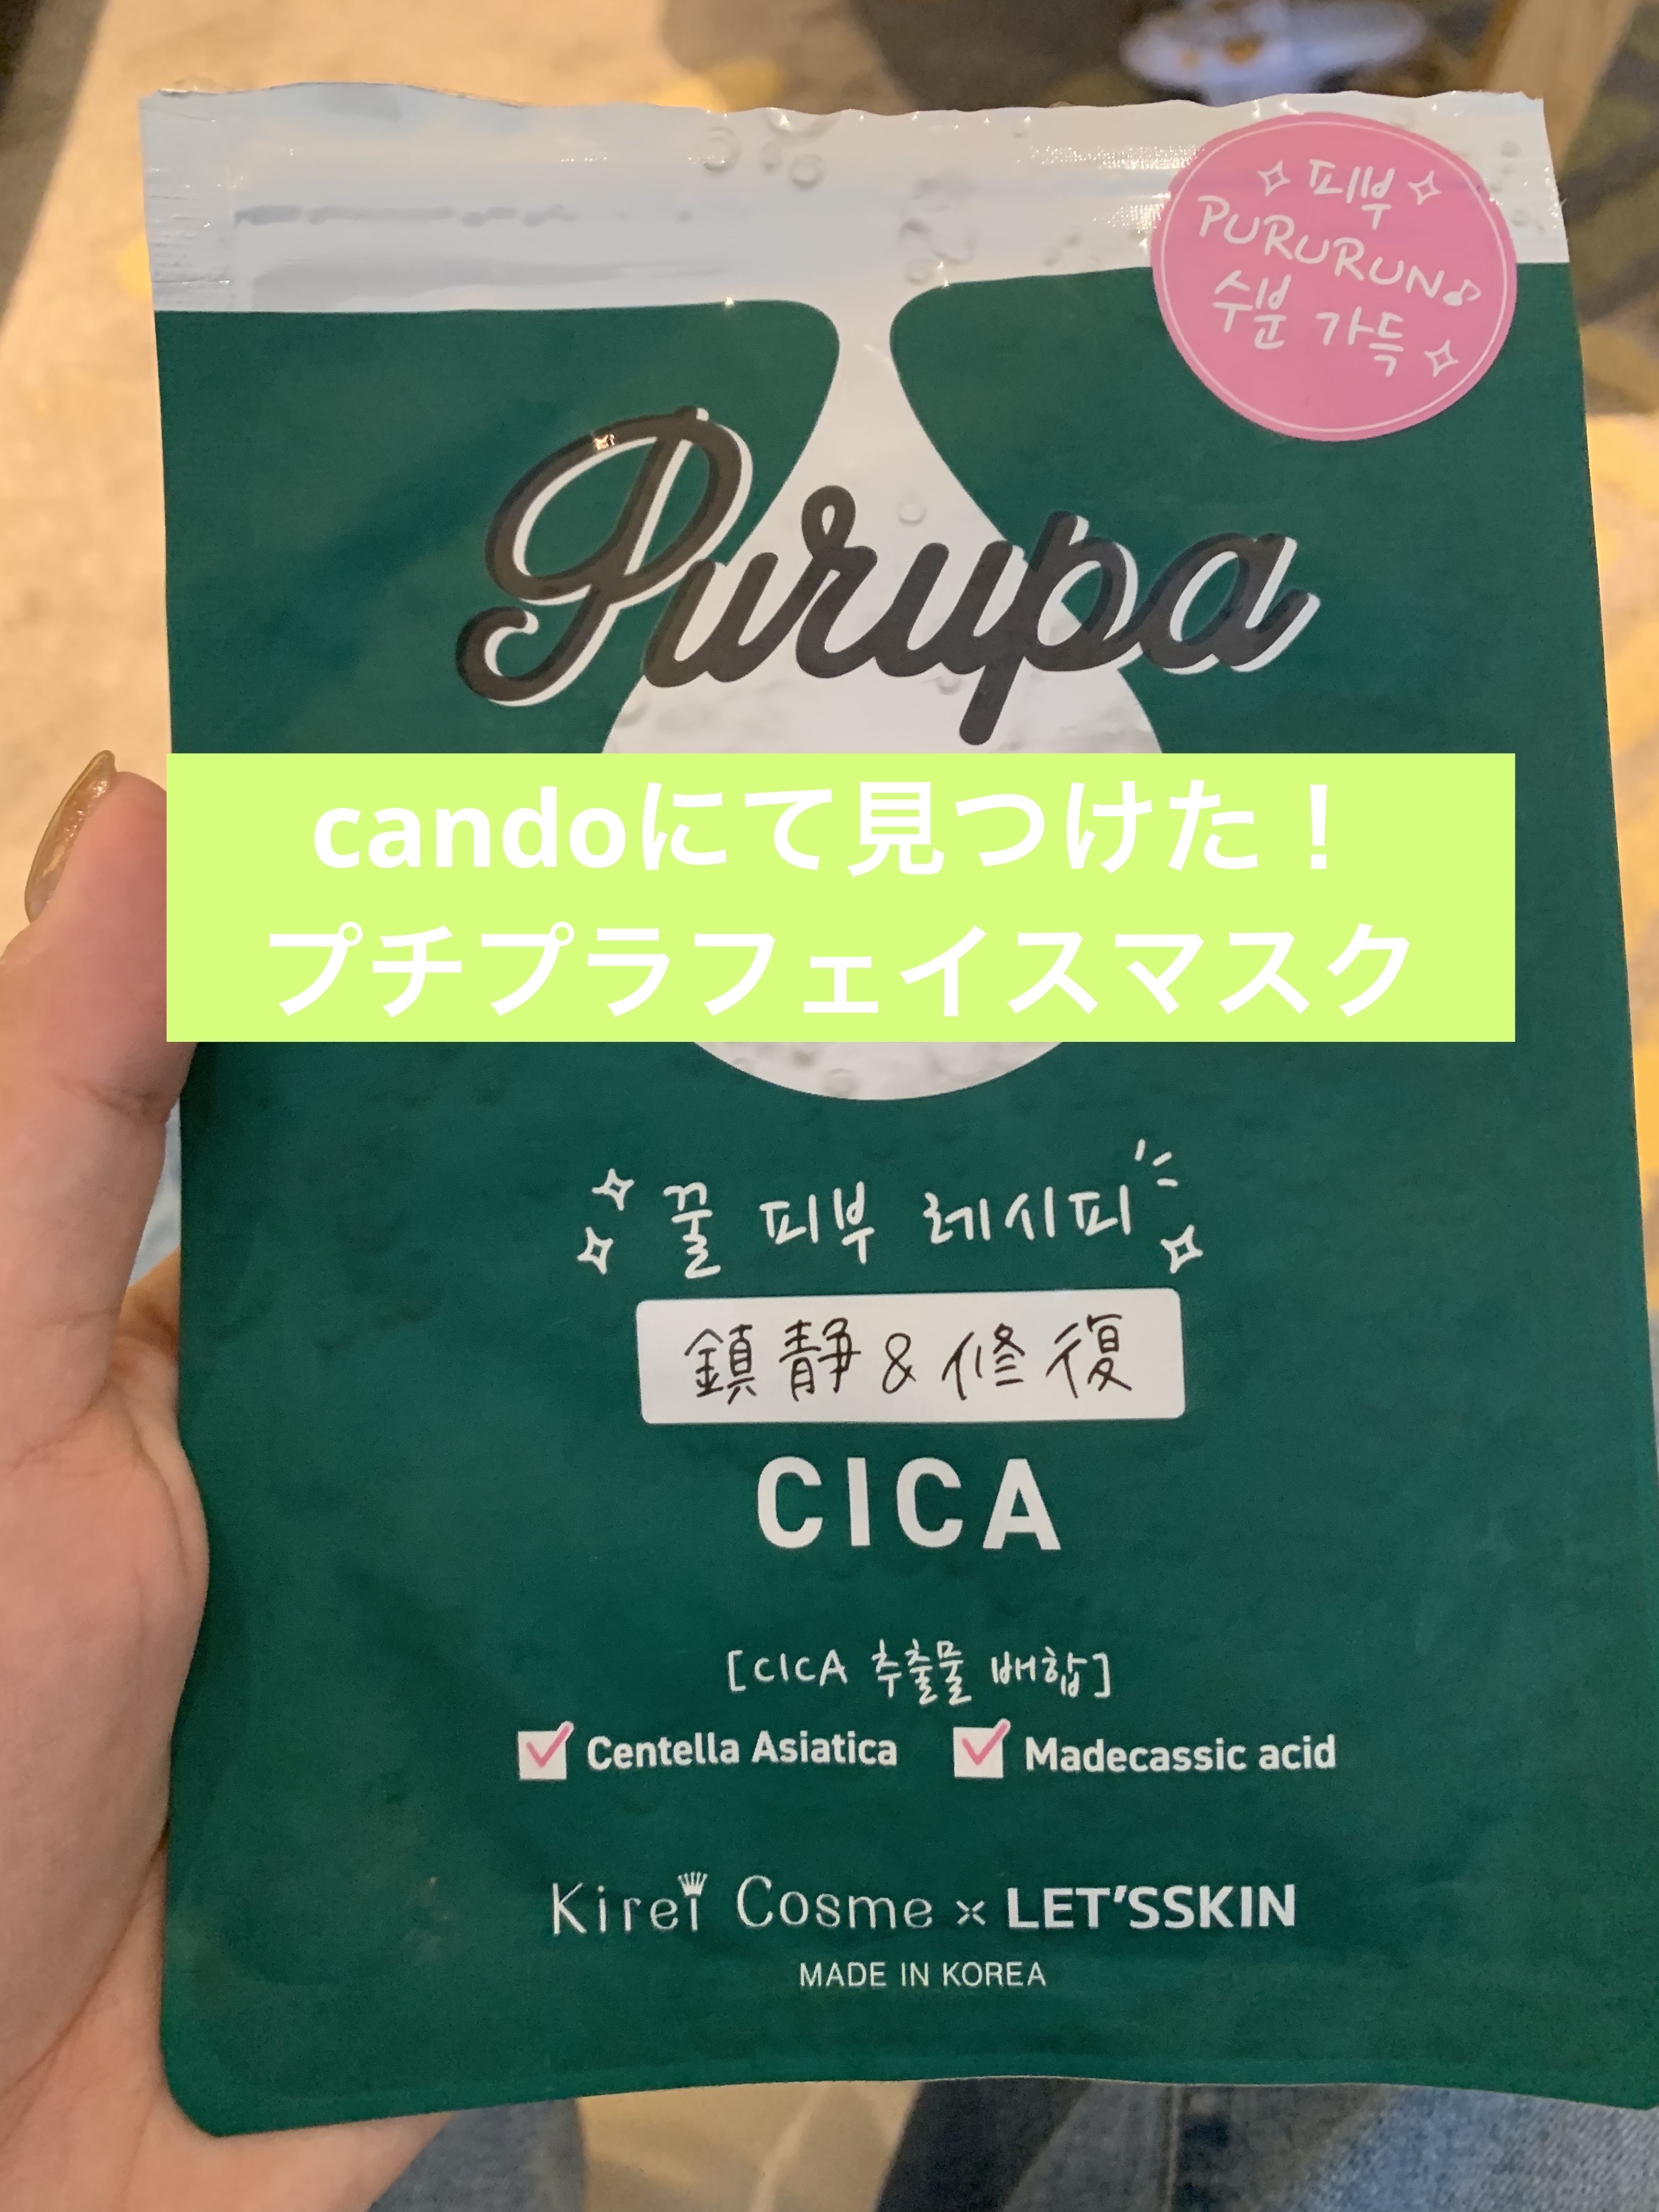 피부
PURURUN♪
수분 가득
Purupa
candoにて見つけた！
プチプラフェイスマスク
꿀 피부 레시피
鎮静&修復
CICA
[CICA 추출물 배합]
Centella Asiatica Madecassic acid
Kirei Cosme × LET'SSKIN
MADE IN KOREA